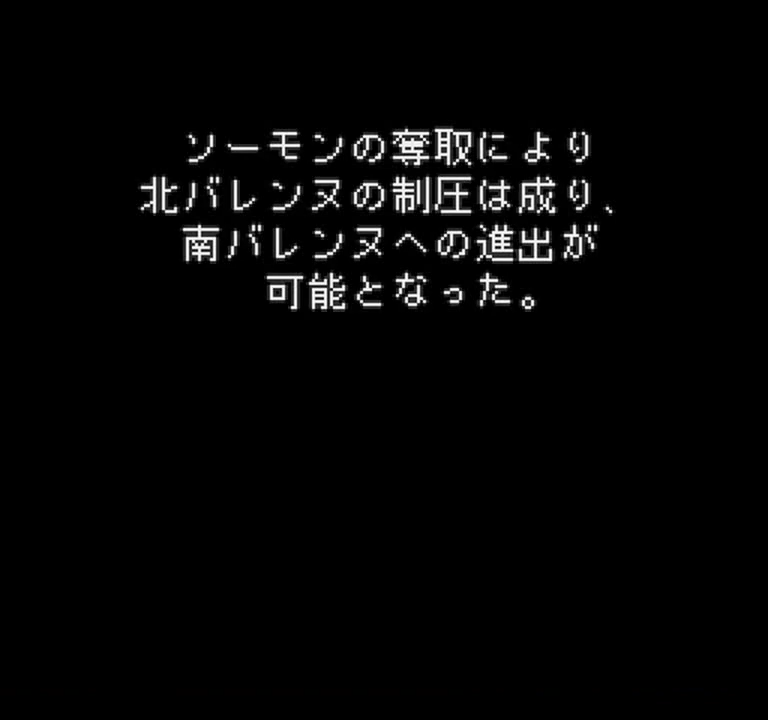 ソーモンの奪取により
北バレンヌの制圧は成り、
南バレンヌへの進出が
可能となった。